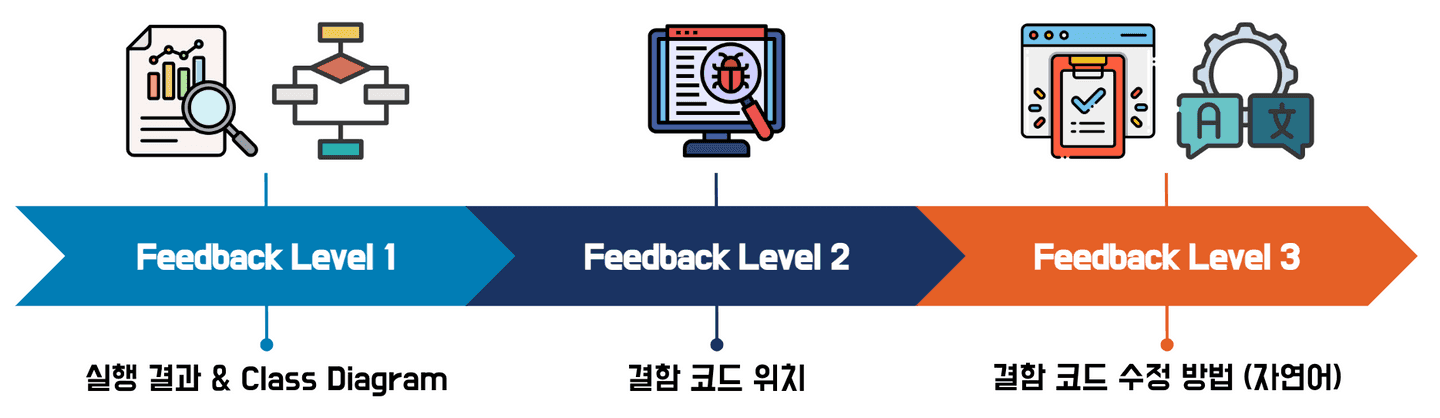 A 文
Feedback Level 1
Feedback Level 2
Feedback Level 3
실행 결과 & Class Diagram
결함 코드 위치
결함 코드 수정 방법 (자연어)